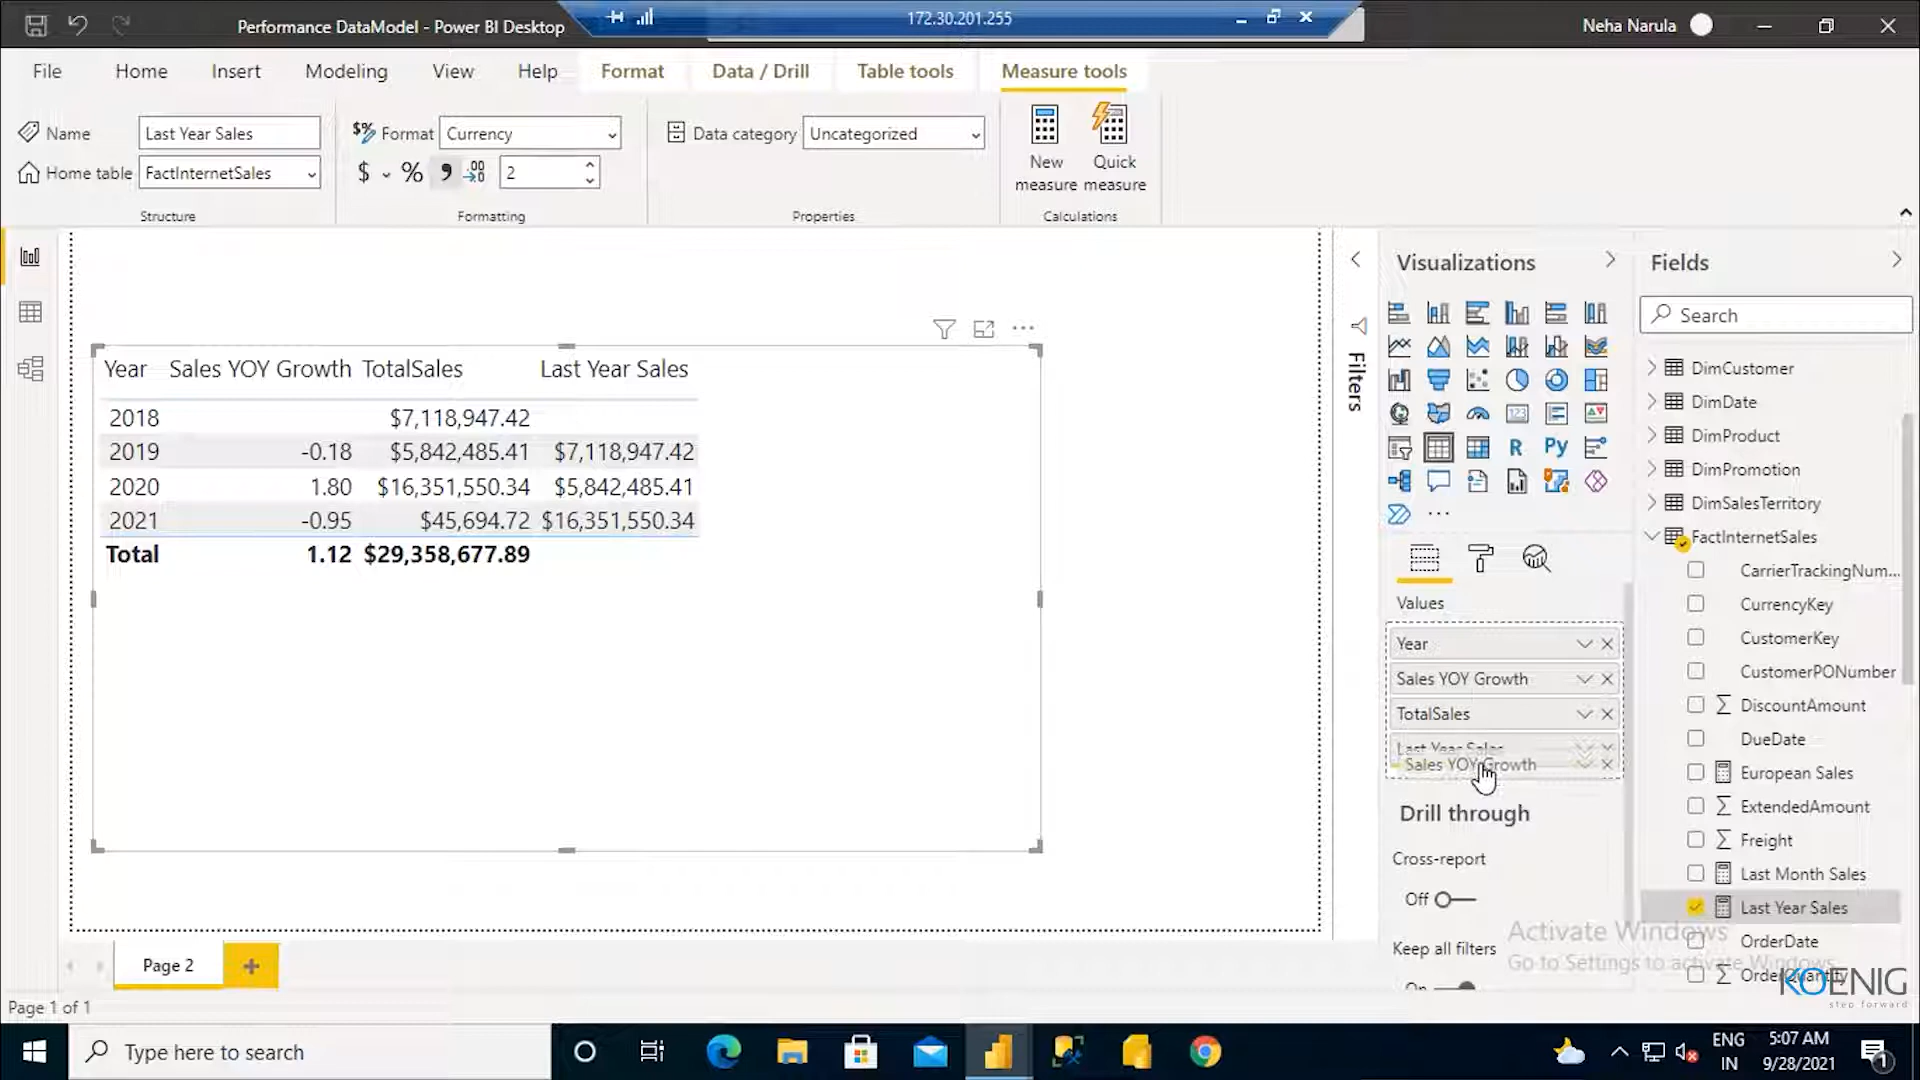 Performance DataModel - Power BI Desktop
172.30.201.255
Neha Narula
File Home Insert Modeling View Help Format Data / Drill Table tools Measure tools
Name Last Year Sales
Format Currency
Data category Uncategorized
New measure
Quick measure
Home table FactInternetSales
$ % 9 .00 2
Structure Formatting Properties Calculations
Year Sales YOY Growth TotalSales Last Year Sales
2018 $7,118,947.42
2019 -0.18 $5,842,485.41 $7,118,947.42
2020 1.80 $16,351,550.34 $5,842,485.41
2021 -0.95 $45,694.72 $16,351,550.34
Total 1.12 $29,358,677.89
Filters
Visualizations
123
R Py
Values
Year
Sales YOY Growth
TotalSales
Last Year Sales
Sales YOY Growth
Drill through
Cross-report
Off
Keep all filters
On
Fields
Search
DimCustomer
DimDate
DimProduct
DimPromotion
DimSalesTerritory
FactInternetSales
CarrierTrackingNum...
CurrencyKey
CustomerKey
CustomerPONumber
Σ DiscountAmount
DueDate
European Sales
Σ ExtendedAmount
Σ Freight
Last Month Sales
Last Year Sales
OrderDate
Σ OrderQuantity
Activate Windows
Go to Settings to activate Windows.
KOENIG
step forward
Page 2 +
Page 1 of 1
Type here to search
ENG
IN
5:07 AM
9/28/2021
1